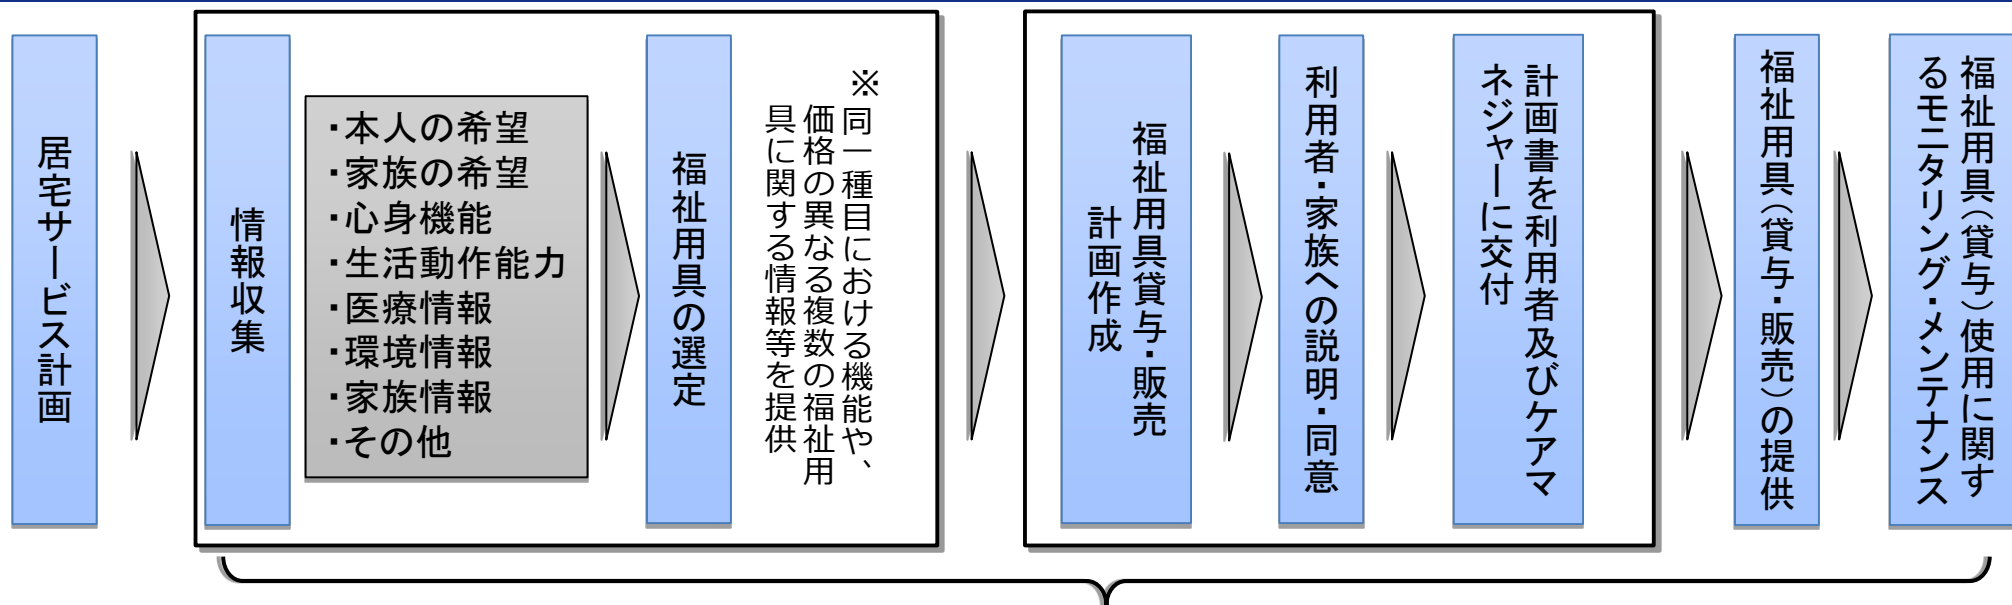 居宅サービス計画
情報収集
・本人の希望
・家族の希望
・心身機能
・生活動作能力
・医療情報
・環境情報
・家族情報
・その他
福祉用具の選定
※同一種目における機能や、
価格の異なる複数の福祉用
具に関する情報等を提供
福祉用具貸与・販売
計画作成
利用者・家族への説明・同意
計画書を利用者及びケアマ
ネジャーに交付
福祉用具(貸与・販売)の提供
福祉用具(貸与)使用に関す
るモニタリング・メンテナンス